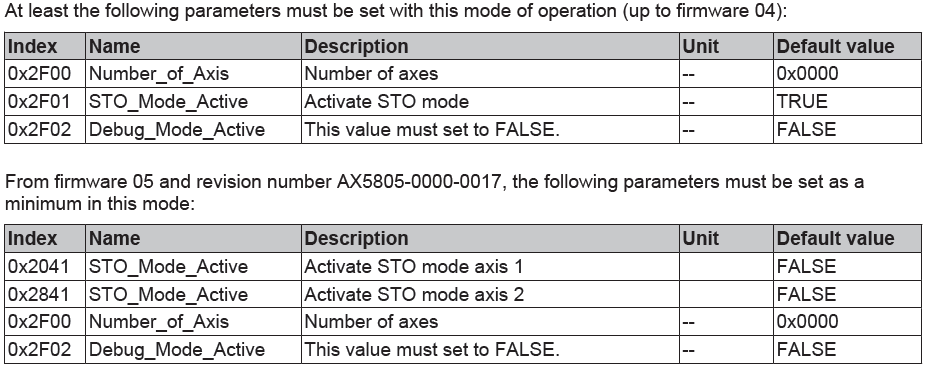 At least the following parameters must be set with this mode of operation (up to firmware 04):
Index Name Description Unit Default value
0x2F00 Number_of_Axis Number of axes -- 0x0000
0x2F01 STO_Mode_Active Activate STO mode -- TRUE
0x2F02 Debug_Mode_Active This value must set to FALSE. -- FALSE
From firmware 05 and revision number AX5805-0000-0017, the following parameters must be set as a
minimum in this mode:
Index Name Description Unit Default value
0x2041 STO_Mode_Active Activate STO mode axis 1 FALSE
0x2841 STO_Mode_Active Activate STO mode axis 2 FALSE
0x2F00 Number_of_Axis Number of axes -- 0x0000
0x2F02 Debug_Mode_Active This value must set to FALSE. -- FALSE